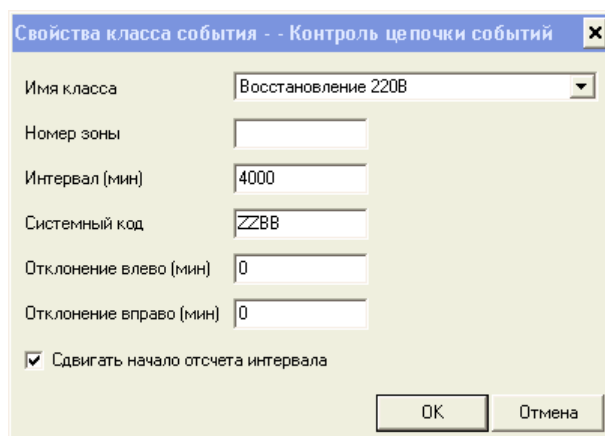 Свойства класса события - - Контроль цепочки событий
Имя класса Восстановление 220В
Номер зоны
Интервал (мин) 4000
Системный код ZZBB
Отклонение влево (мин) 0
Отклонение вправо (мин) 0
Сдвигать начало отсчета интервала
OK Отмена